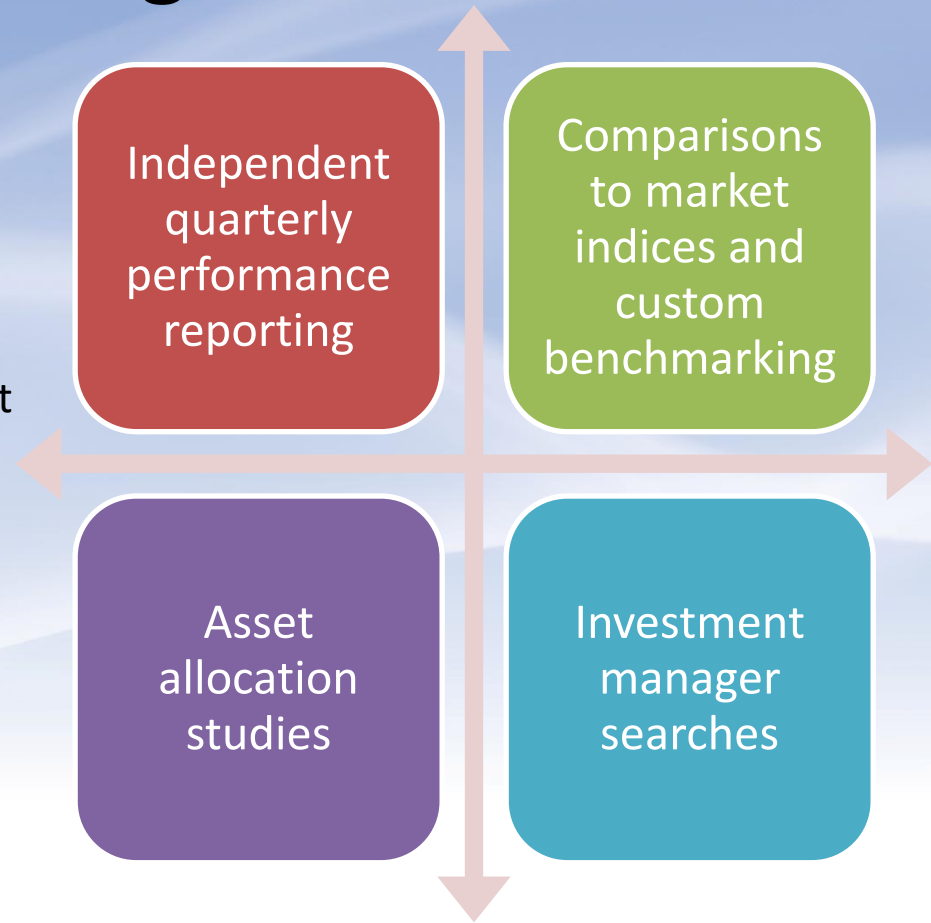 Independent
quarterly
performance
reporting
Comparisons
to market
indices and
custom
benchmarking
Asset
allocation
studies
Investment
manager
searches